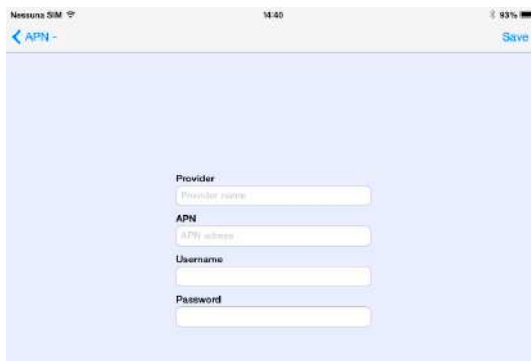 Nessuna SIM 14:40 93%
APN - Save
Provider
Provider name
APN
APN adress
Username
Password